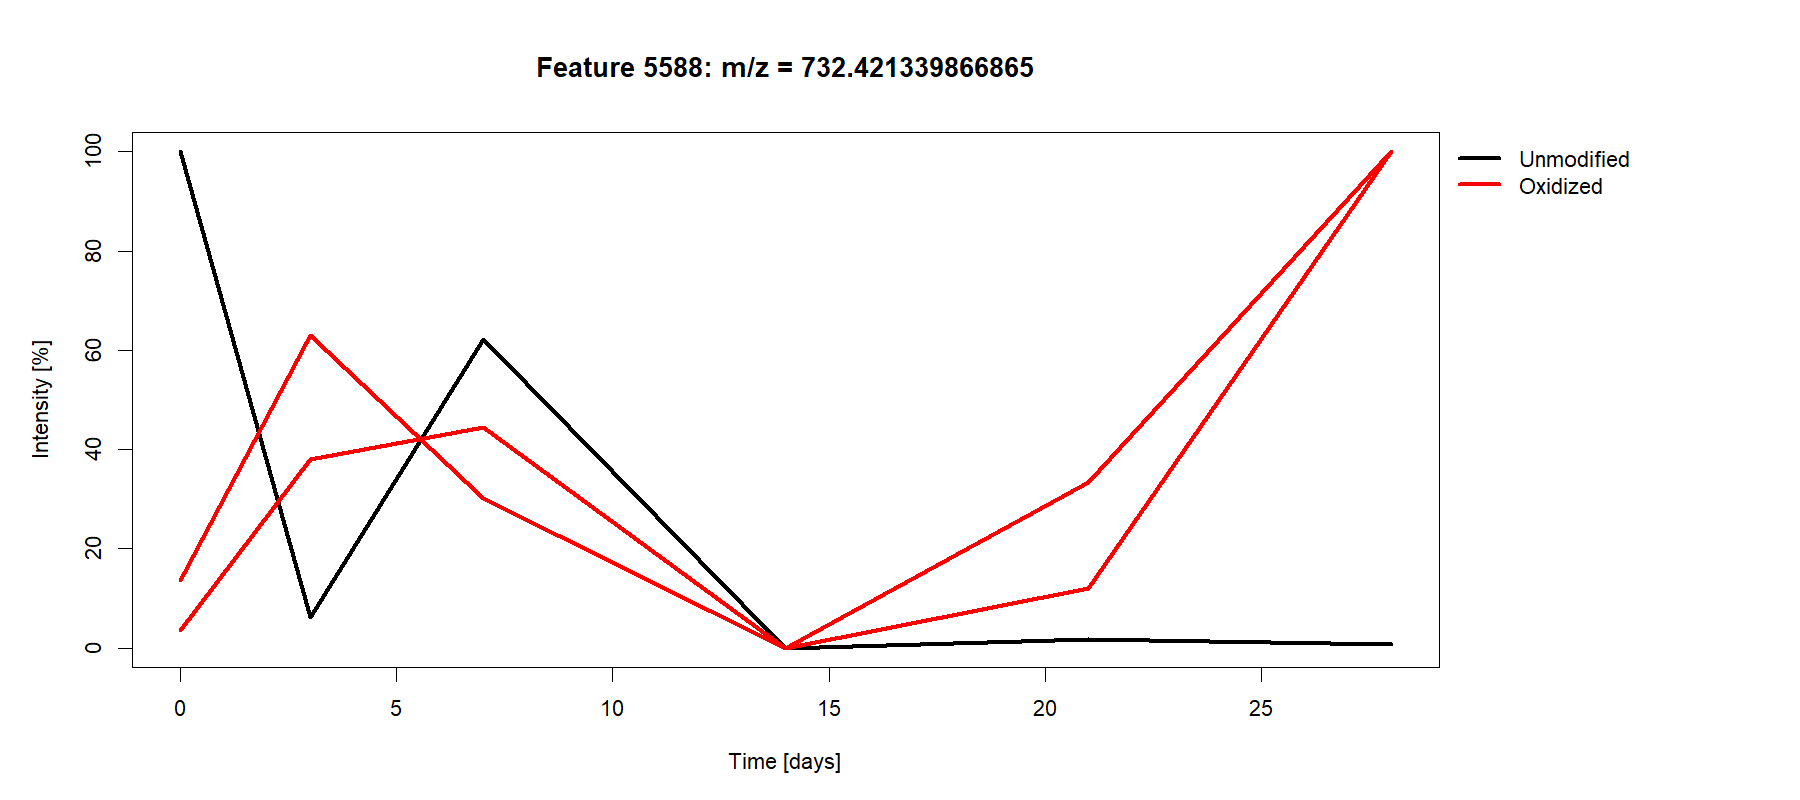 Feature 5588: m/z = 732.421339866865
Unmodified
Oxidized
Intensity [%]
100
80
60
40
20
0
0 5 10 15 20 25
Time [days]